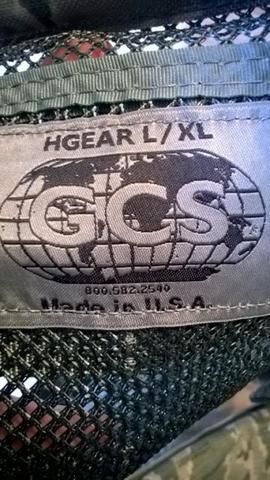 HGEAR L/XL
GCS
800.582.2540
Made in U.S.A.